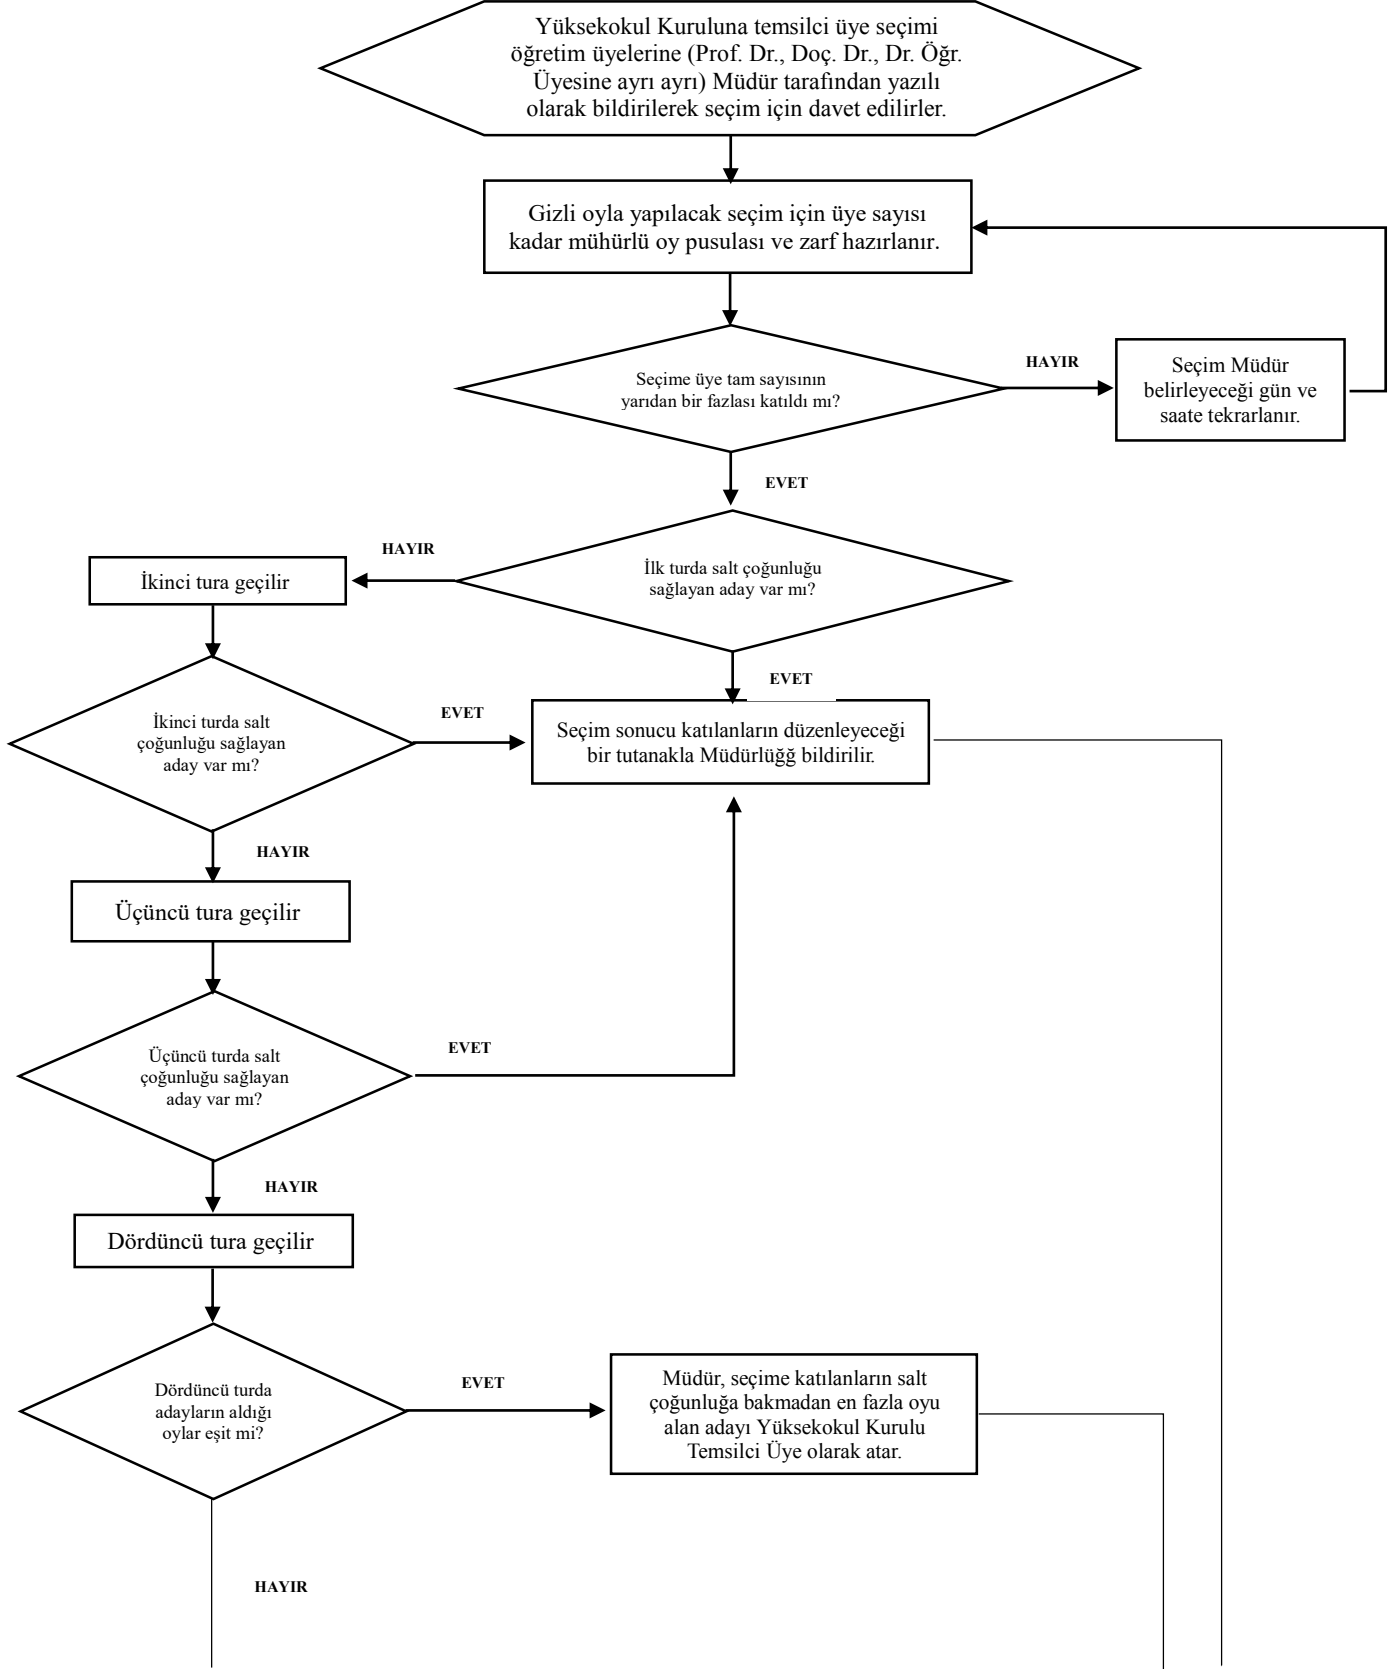 Yüksekokul Kuruluna temsilci üye seçimi
öğretim üyelerine (Prof. Dr., Doç. Dr., Dr. Öğr.
Üyesine ayrı ayrı) Müdür tarafından yazılı
olarak bildirilerek seçim için davet edilirler.
Gizli oyla yapılacak seçim için üye sayısı
kadar mühürlü oy pusulası ve zarf hazırlanır.
Seçime üye tam sayısının
yarıdan bir fazlası katıldı mı?
HAYIR
Seçim Müdür
belirleyeceği gün ve
saate tekrarlanır.
EVET
İlk turda salt çoğunluğu
sağlayan aday var mı?
HAYIR
İkinci tura geçilir
EVET
İkinci turda salt
çoğunluğu sağlayan
aday var mı?
EVET
Seçim sonucu katılanların düzenleyeceği
bir tutanakla Müdürlüğğ bildirilir.
HAYIR
Üçüncü tura geçilir
Üçüncü turda salt
çoğunluğu sağlayan
aday var mı?
EVET
HAYIR
Dördüncü tura geçilir
Dördüncü turda
adayların aldığı
oylar eşit mi?
EVET
Müdür, seçime katılanların salt
çoğunluğa bakmadan en fazla oyu
alan adayı Yüksekokul Kurulu
Temsilci Üye olarak atar.
HAYIR